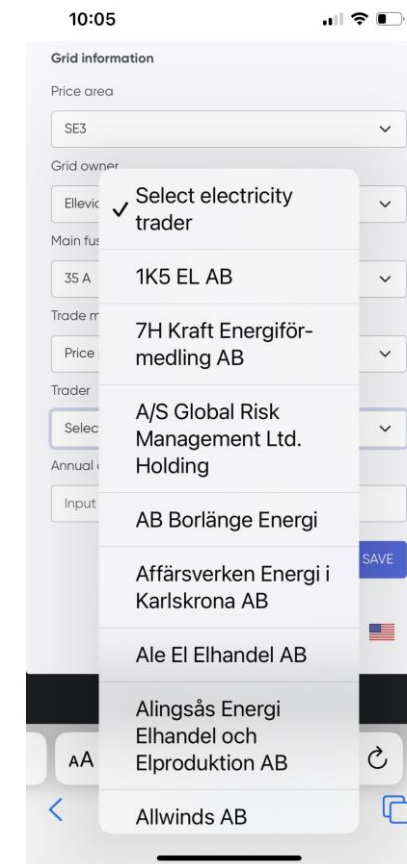 10:05
Grid information
Price area
SE3
Grid owner
Ellevio
Main fus
35 A
Trade m
Price
Trader
Selec
Annual
Input
SAVE
Select electricity
trader
1K5 EL AB
7H Kraft Energiför-
medling AB
A/S Global Risk
Management Ltd.
Holding
AB Borlänge Energi
Affärsverken Energi i
Karlskrona AB
Ale El Elhandel AB
Alingsås Energi
Elhandel och
Elproduktion AB
Allwinds AB
AA